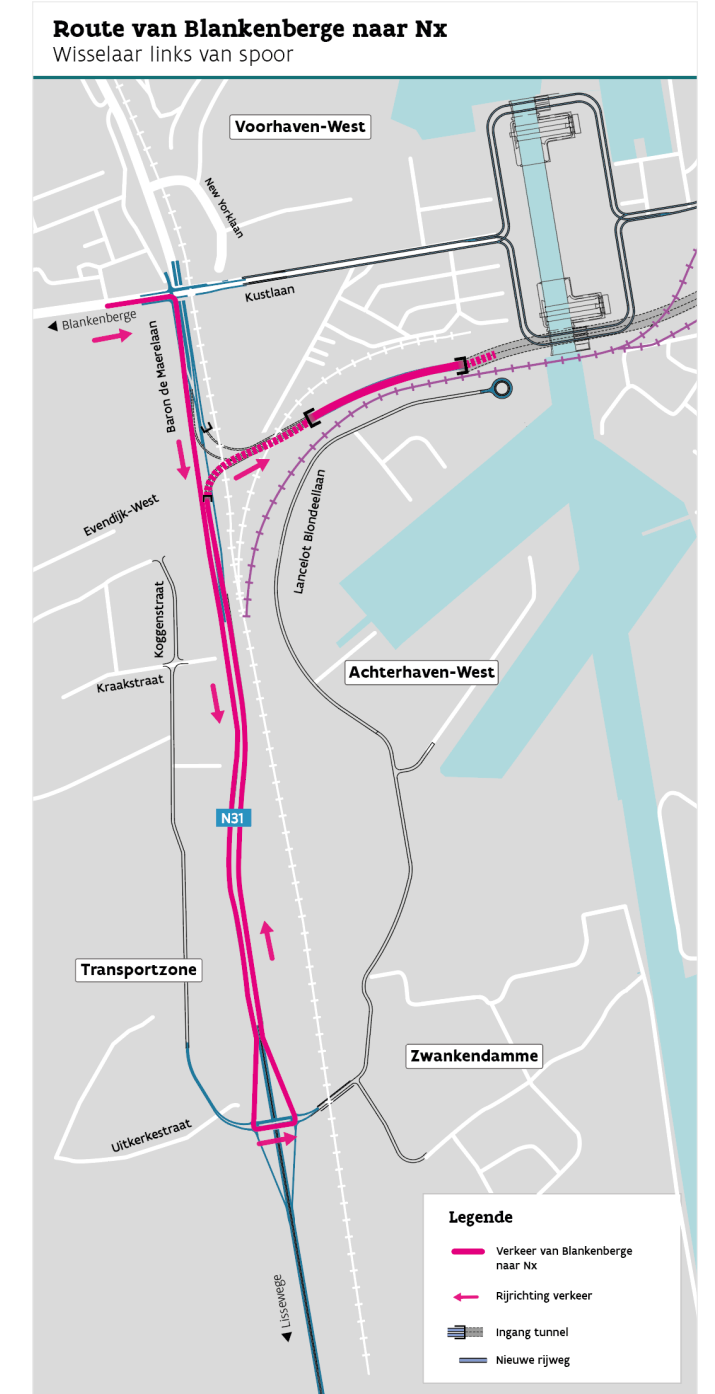 Route van Blankenberge naar Nx
Wisselaar links van spoor
Voorhaven-West
New Yorklaan
Kustlaan
◀ Blankenberge
Baron de Maerelaan
Evendijk-West
Lancelot Blondeellaan
Koggenstraat
Kraakstraat
Achterhaven-West
N31
Transportzone
Zwankendamme
Uitkerkestraat
◀ Lissewege
Legende
Verkeer van Blankenberge
naar Nx
Rijrichting verkeer
Ingang tunnel
Nieuwe rijweg